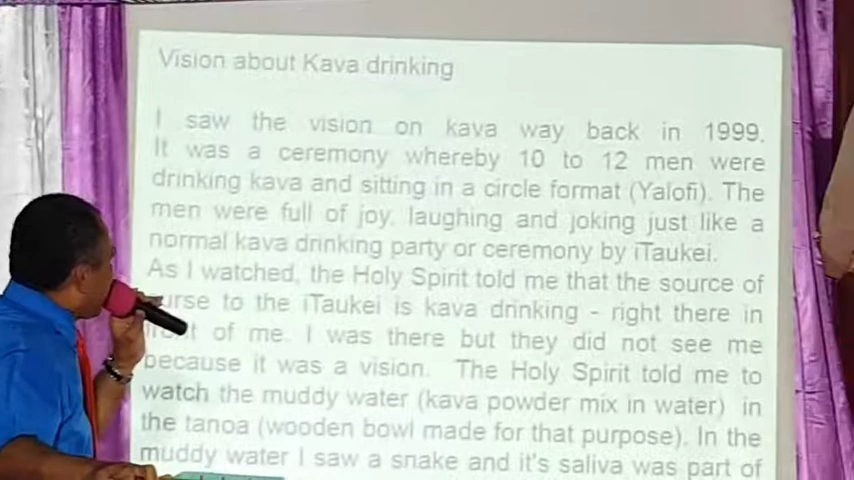 Vision about Kava drinking
I saw the vision on kava way back in 1999.
It was a ceremony whereby 10 to 12 men were
drinking kava and sitting in a circle format (Yalofi). The
men were full of joy, laughing and joking just like a
normal kava drinking party or ceremony by iTaukei.
As I watched, the Holy Spirit told me that the source of
to the iTaukei is kava drinking - right there in
of me. I was there but they did not see me
because it was a vision. The Holy Spirit told me to
watch the muddy water (kava powder mix in water) in
the tanoa (wooden bowl made for that purpose). In the
muddy water I saw a snake and it's saliva was part of